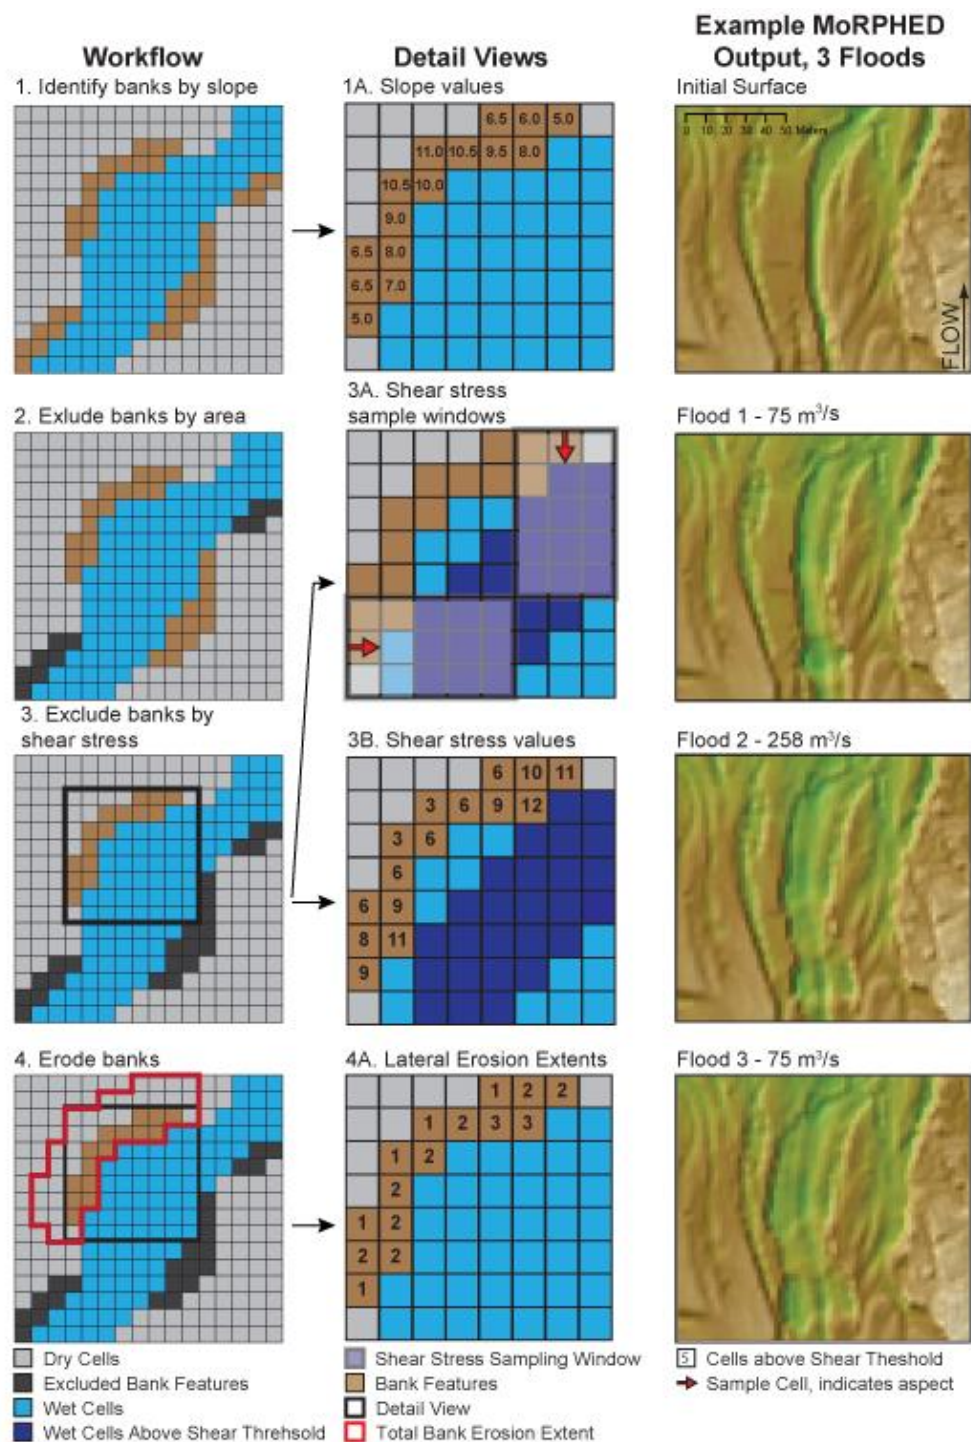 Workflow
Detail Views
Example MoRPHED
Output, 3 Floods
1. Identify banks by slope
1A. Slope values
Initial Surface
6.5 6.0 5.0
11.0 10.5 9.5 8.0
10.5 10.0
9.0
6.5 8.0
6.5 7.0
5.0
0 10 20 30 40 50 Meters
FLOW
2. Exlude banks by area
3A. Shear stress
sample windows
Flood 1 - 75 m³/s
3. Exclude banks by
shear stress
3B. Shear stress values
Flood 2 - 258 m³/s
6 10 11
3 6 9 12
3 6
6
6 9
8 11
9
4. Erode banks
4A. Lateral Erosion Extents
Flood 3 - 75 m³/s
1 2 2
1 2 3 3
1 2
2
1 2
2 2
1
Dry Cells
Excluded Bank Features
Wet Cells
Wet Cells Above Shear Threhsold
Shear Stress Sampling Window
Bank Features
Detail View
Total Bank Erosion Extent
5 Cells above Shear Theshold
Sample Cell, indicates aspect